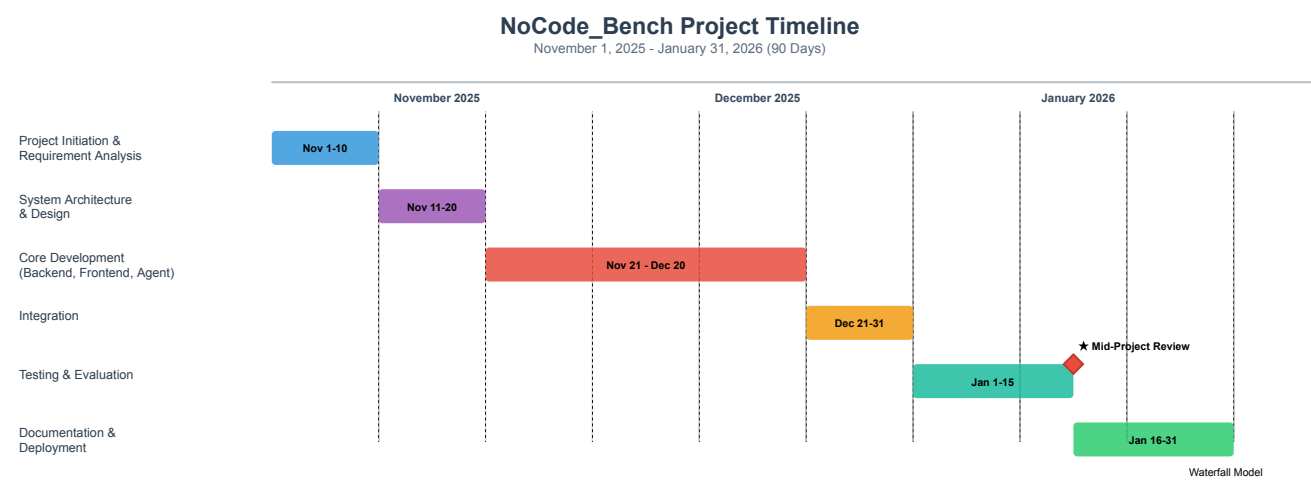 NoCode_Bench Project Timeline
November 1, 2025 - January 31, 2026 (90 Days)
November 2025
December 2025
January 2026
Project Initiation &
Requirement Analysis
Nov 1-10
System Architecture
& Design
Nov 11-20
Core Development
(Backend, Frontend, Agent)
Nov 21 - Dec 20
Integration
Dec 21-31
★ Mid-Project Review
Testing & Evaluation
Jan 1-15
Documentation &
Deployment
Jan 16-31
Waterfall Model